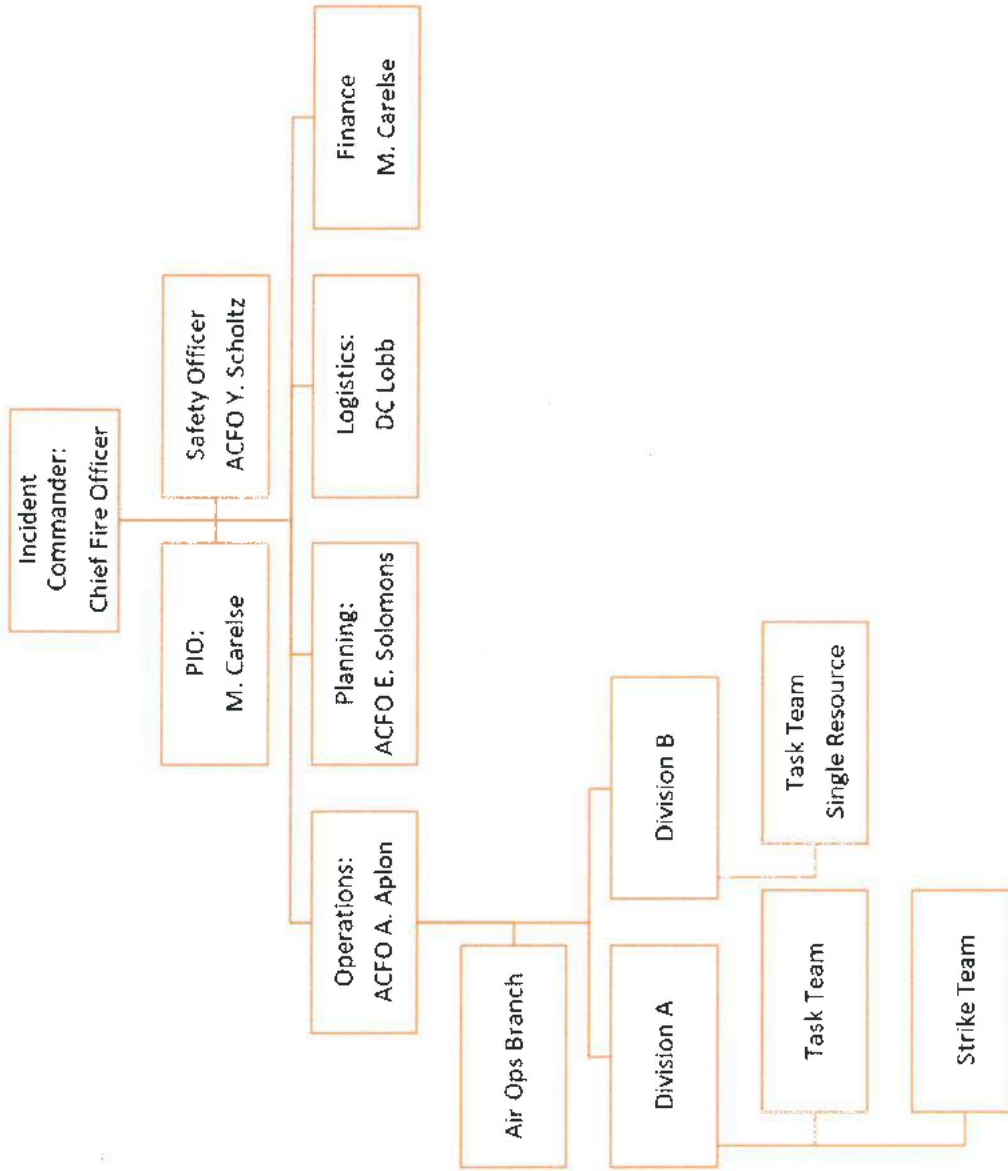 Incident
Commander:
Chief Fire Officer
PIO:
M. Carelse
Safety Officer
ACFO Y. Scholtz
Operations:
ACFO A. Aplon
Planning:
ACFO E. Solomons
Logistics:
DC Lobb
Finance
M. Carelse
Air Ops Branch
Division A
Division B
Task Team
Task Team
Single Resource
Strike Team